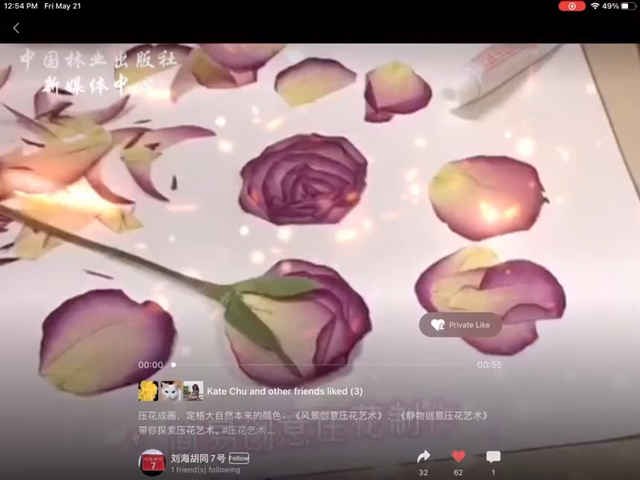 12:54 PM Fri May 21
49%
中国林业出版社
新媒体中心
Private Like
00:00
00:55
Kate Chu and other friends liked (3)
压花成画，定格大自然本来的颜色：《风景创意压花艺术》 《静物创意压花艺术》
带你探索压花艺术。#压花艺术...
刘海胡同7号 Follow
1 friend(s) following
32
62
1